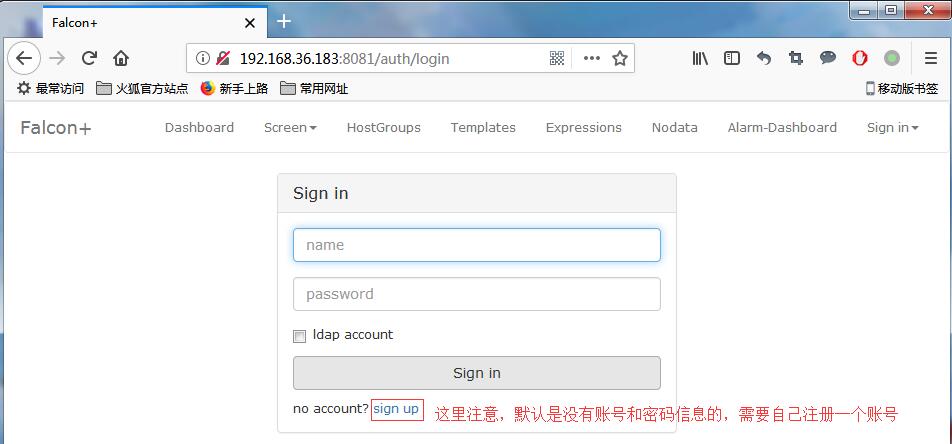 Falcon+
192.168.36.183:8081/auth/login
最常访问 火狐官方站点 新手上路 常用网址 移动版书签
Falcon+ Dashboard Screen HostGroups Templates Expressions Nodata Alarm-Dashboard Sign in
Sign in
name
password
ldap account
Sign in
no account? sign up 这里注意，默认是没有账号和密码信息的，需要自己注册一个账号